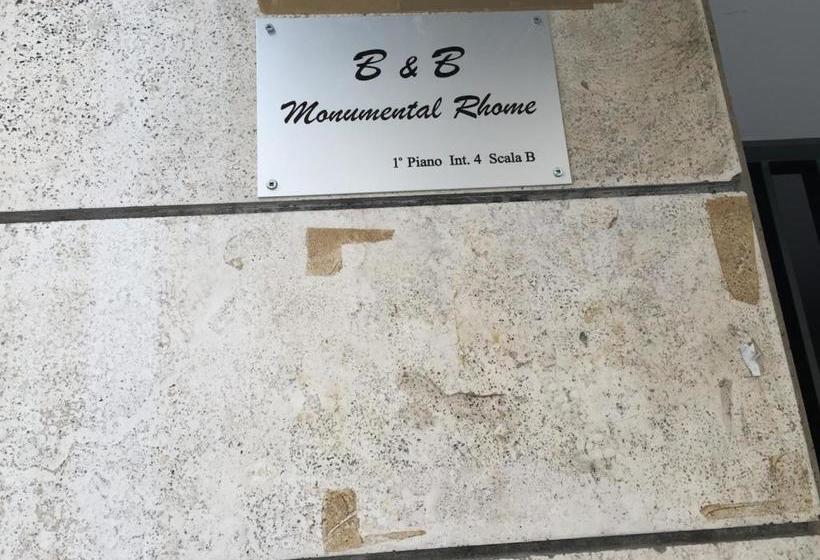 B & B
Monumental Rhome
1° Piano Int. 4 Scala B